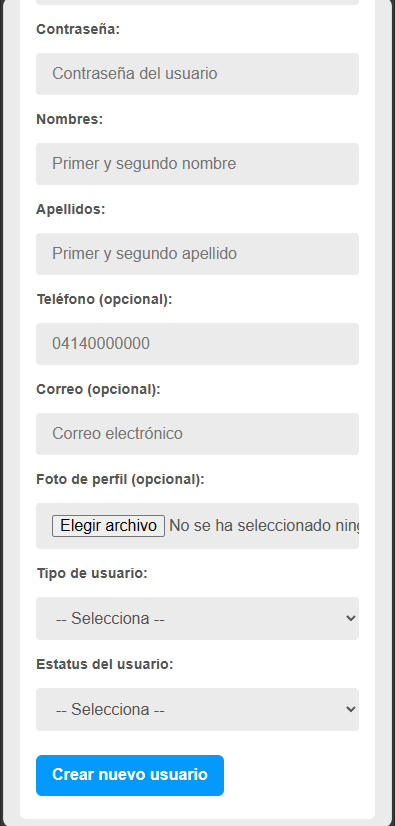 Contraseña:
Contraseña del usuario
Nombres:
Primer y segundo nombre
Apellidos:
Primer y segundo apellido
Teléfono (opcional):
04140000000
Correo (opcional):
Correo electrónico
Foto de perfil (opcional):
Elegir archivo No se ha seleccionado
Tipo de usuario:
-- Selecciona --
Estatus del usuario:
-- Selecciona --
Crear nuevo usuario